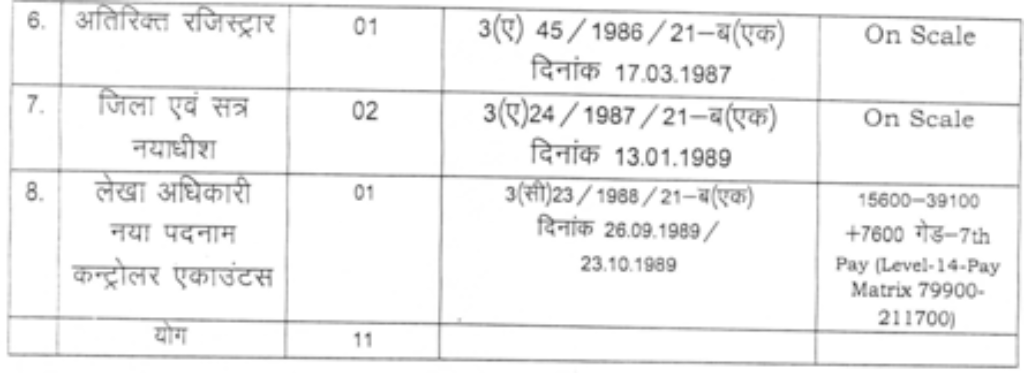 6. अतिरिक्त रजिस्ट्रार 01 3(ए) 45/1986/21–ब(एक) On Scale
दिनांक 17.03.1987
7. जिला एवं सत्र 02 3(ए)24/1987/21–ब(एक) On Scale
नयाधीश दिनांक 13.01.1989
8. लेखा अधिकारी 01 3(सी)23/1988/21–ब(एक) 15600–39100
नया पदनाम दिनांक 26.09.1989/ +7600 गेड–7th
कन्ट्रोलर एकाउंटस 23.10.1989 Pay (Level-14-Pay
Matrix 79900-
211700)
योग 11